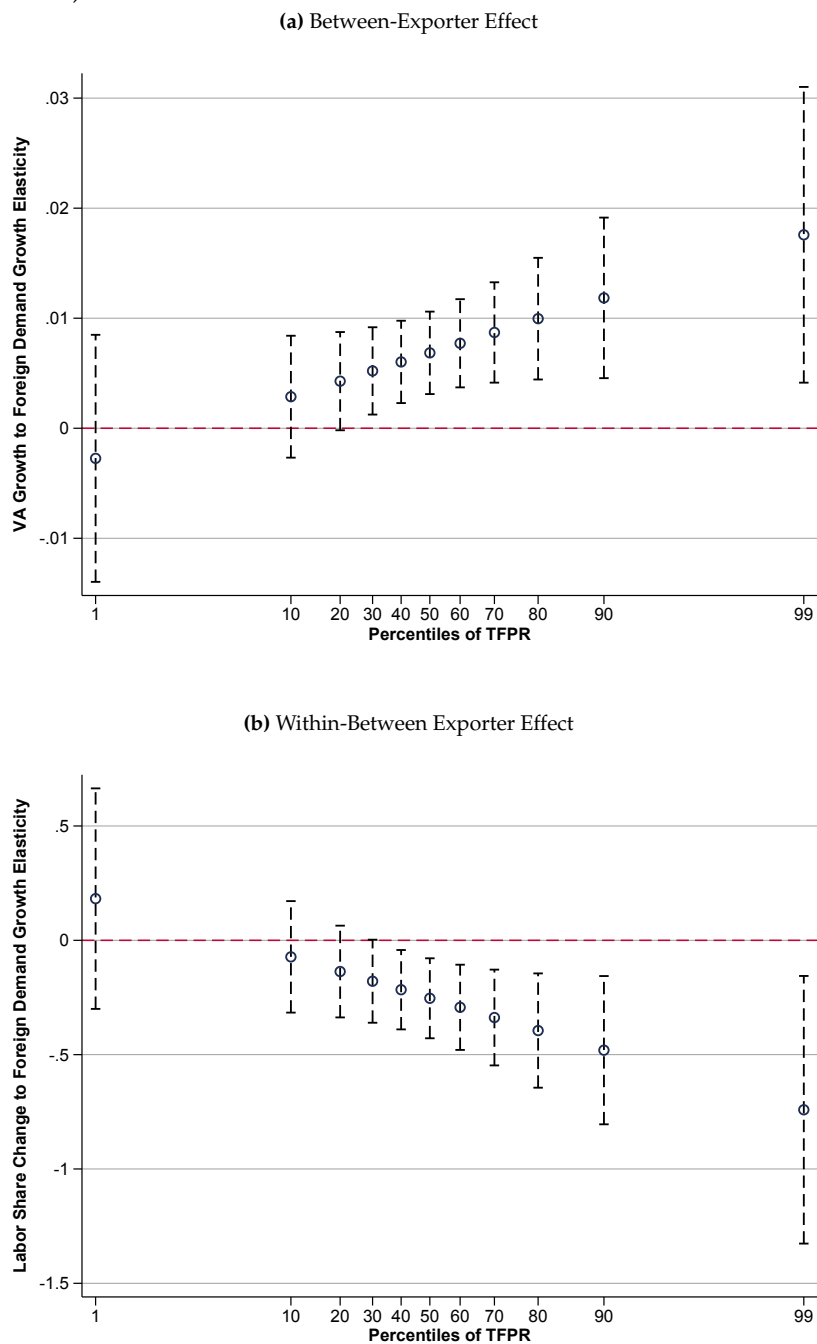 (a) Between-Exporter Effect
VA Growth to Foreign Demand Growth Elasticity
.03
.02
.01
0
-.01
1 10 20 30 40 50 60 70 80 90 99
Percentiles of TFPR
(b) Within-Between Exporter Effect
Labor Share Change to Foreign Demand Growth Elasticity
.5
0
-.5
-1
-1.5
1 10 20 30 40 50 60 70 80 90 99
Percentiles of TFPR